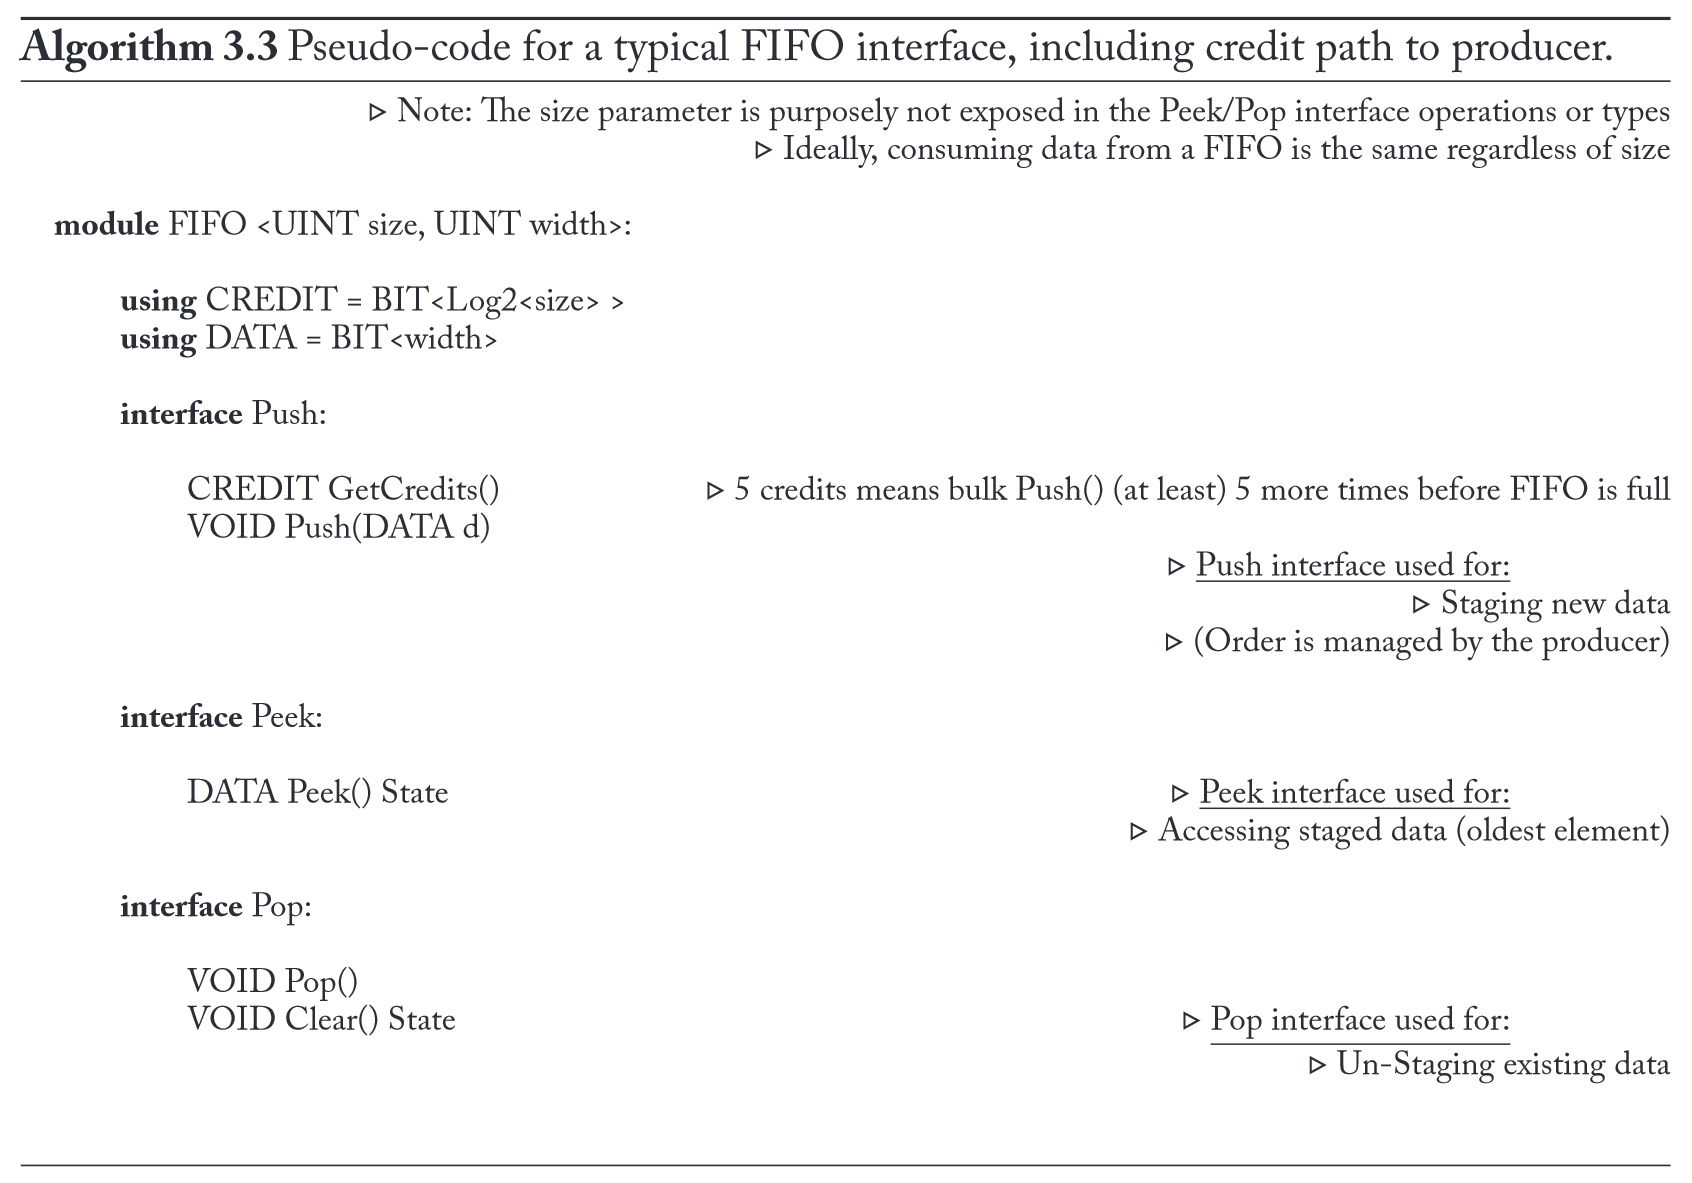 Algorithm 3.3 Pseudo-code for a typical FIFO interface, including credit path to producer.
▷ Note: The size parameter is purposely not exposed in the Peek/Pop interface operations or types
▷ Ideally, consuming data from a FIFO is the same regardless of size
module FIFO <UINT size, UINT width>:
using CREDIT = BIT<Log2<size> >
using DATA = BIT<width>
interface Push:
CREDIT GetCredits() ▷ 5 credits means bulk Push() (at least) 5 more times before FIFO is full
VOID Push(DATA d)
▷ Push interface used for:
▷ Staging new data
▷ (Order is managed by the producer)
interface Peek:
DATA Peek() State ▷ Peek interface used for:
▷ Accessing staged data (oldest element)
interface Pop:
VOID Pop()
VOID Clear() State ▷ Pop interface used for:
▷ Un-Staging existing data